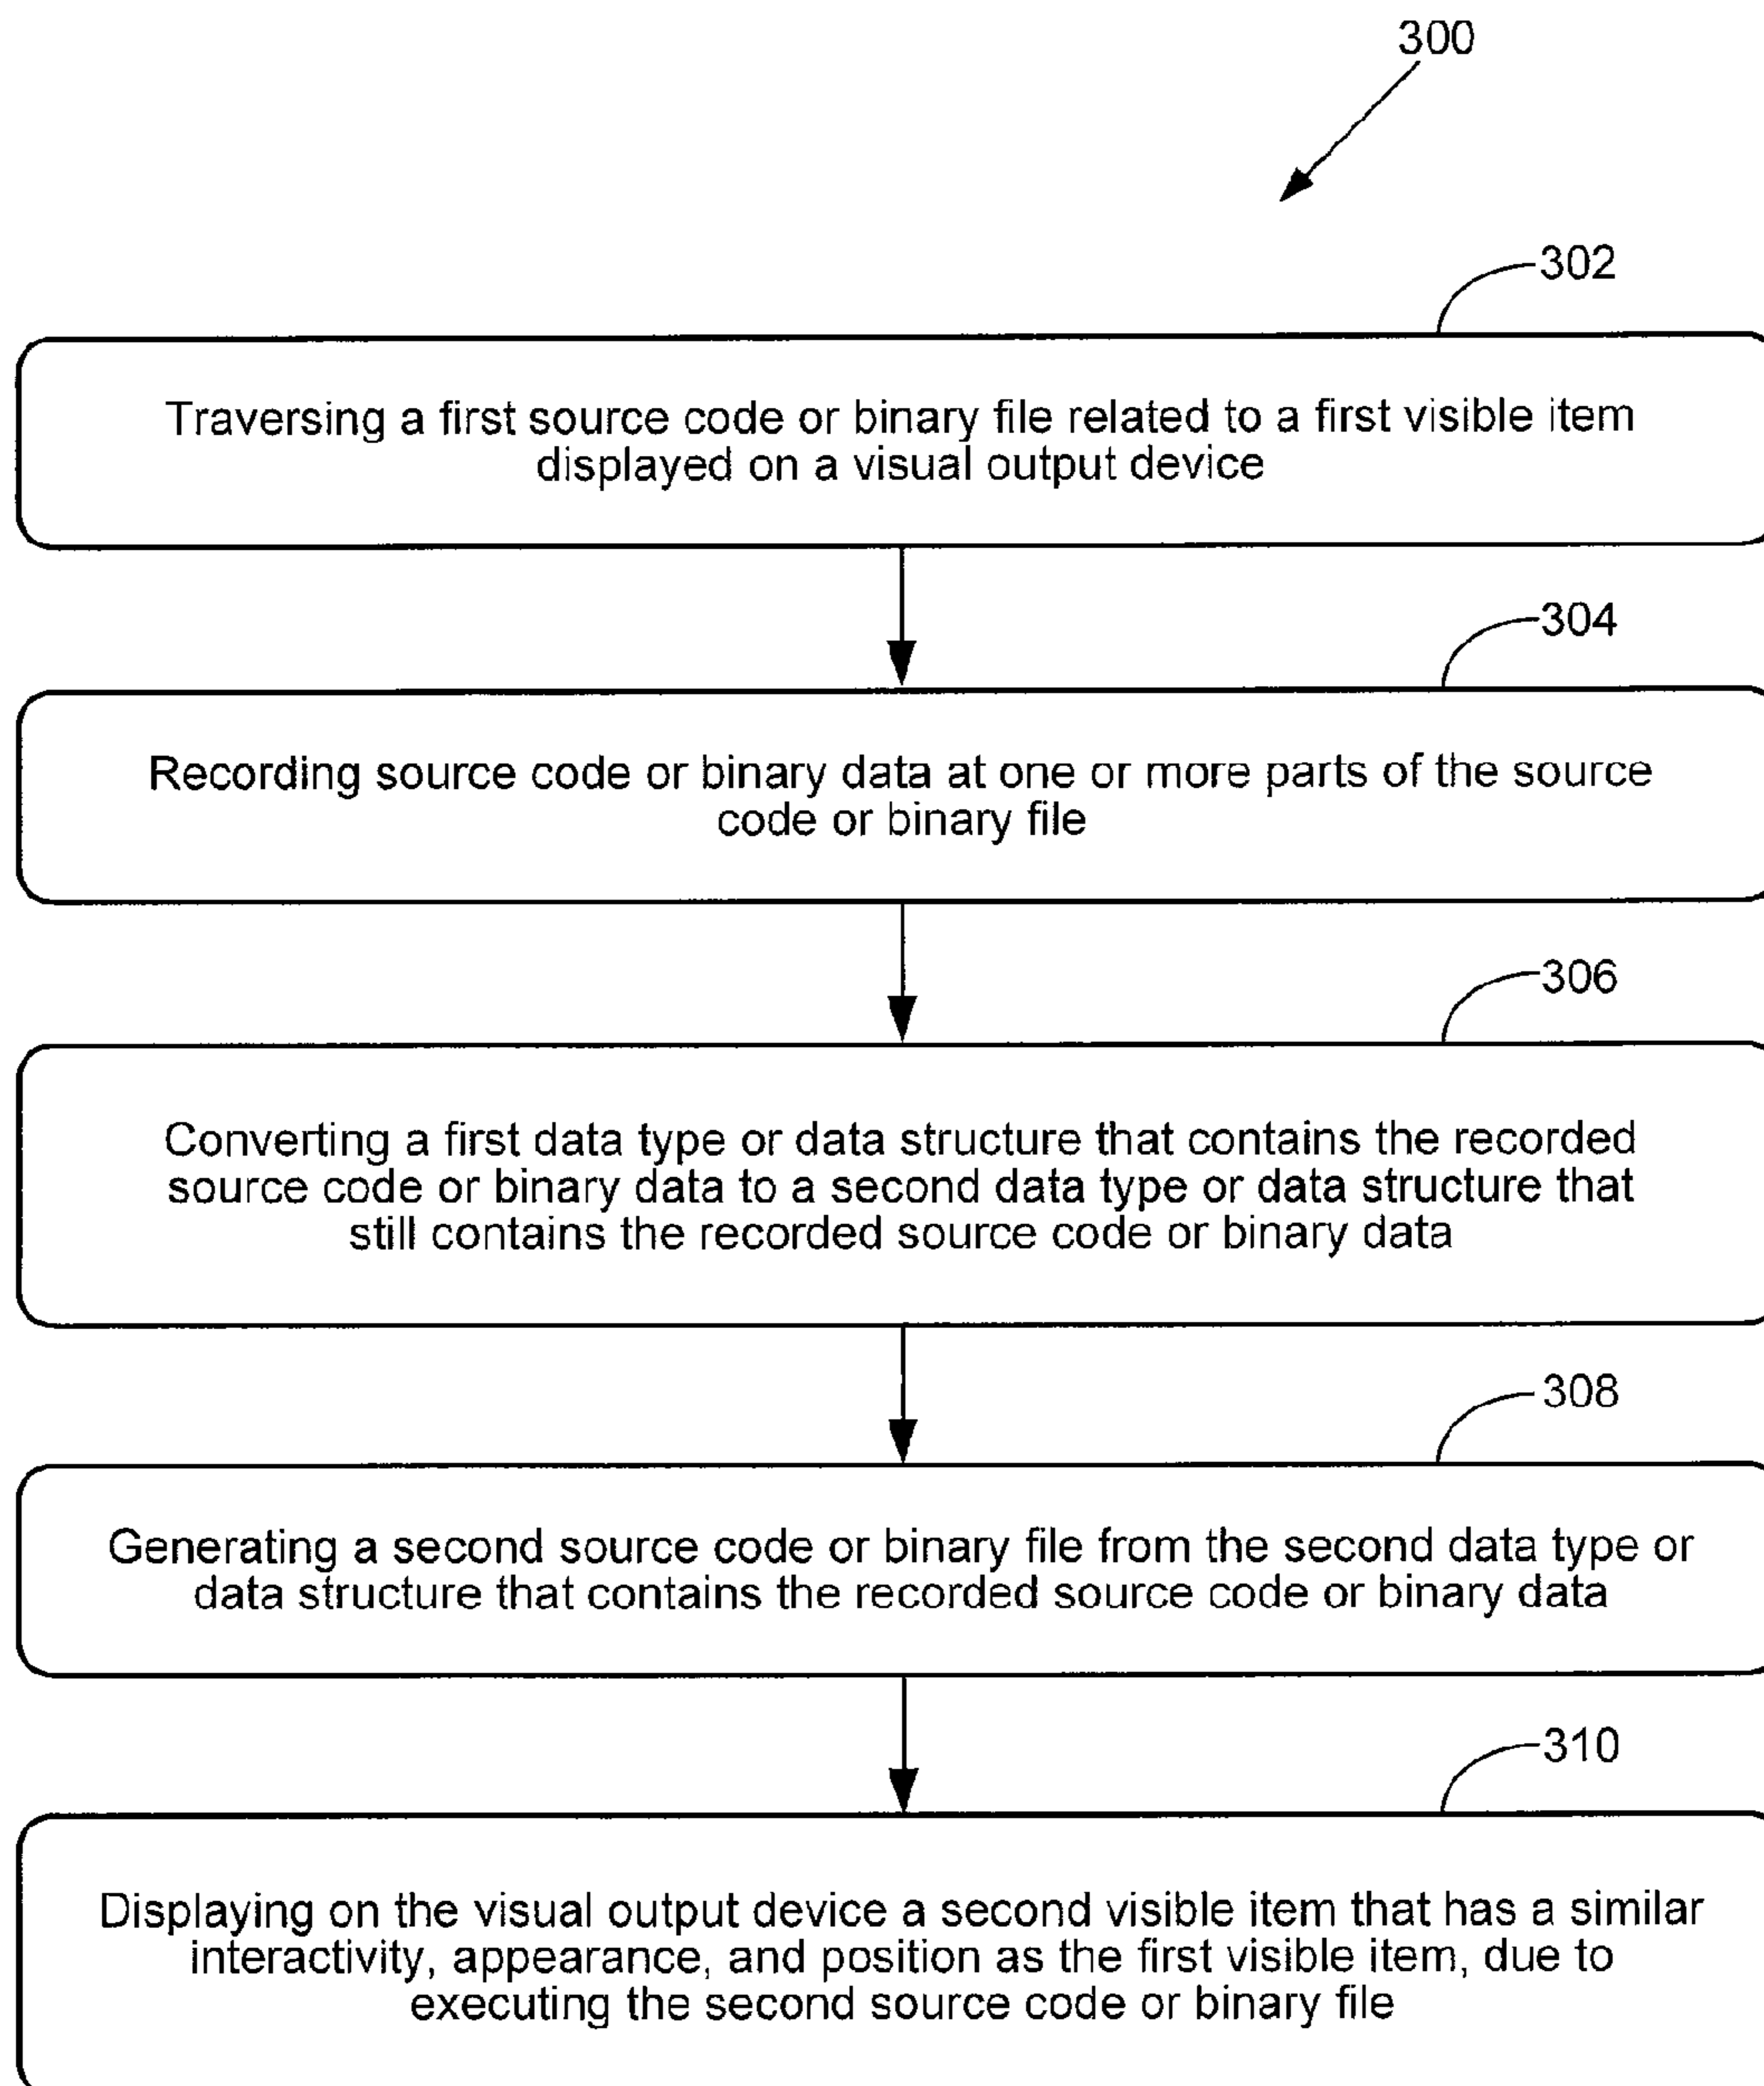 300
302
Traversing a first source code or binary file related to a first visible item
displayed on a visual output device
304
Recording source code or binary data at one or more parts of the source
code or binary file
306
Converting a first data type or data structure that contains the recorded
source code or binary data to a second data type or data structure that
still contains the recorded source code or binary data
308
Generating a second source code or binary file from the second data type or
data structure that contains the recorded source code or binary data
310
Displaying on the visual output device a second visible item that has a similar
interactivity, appearance, and position as the first visible item, due to
executing the second source code or binary file